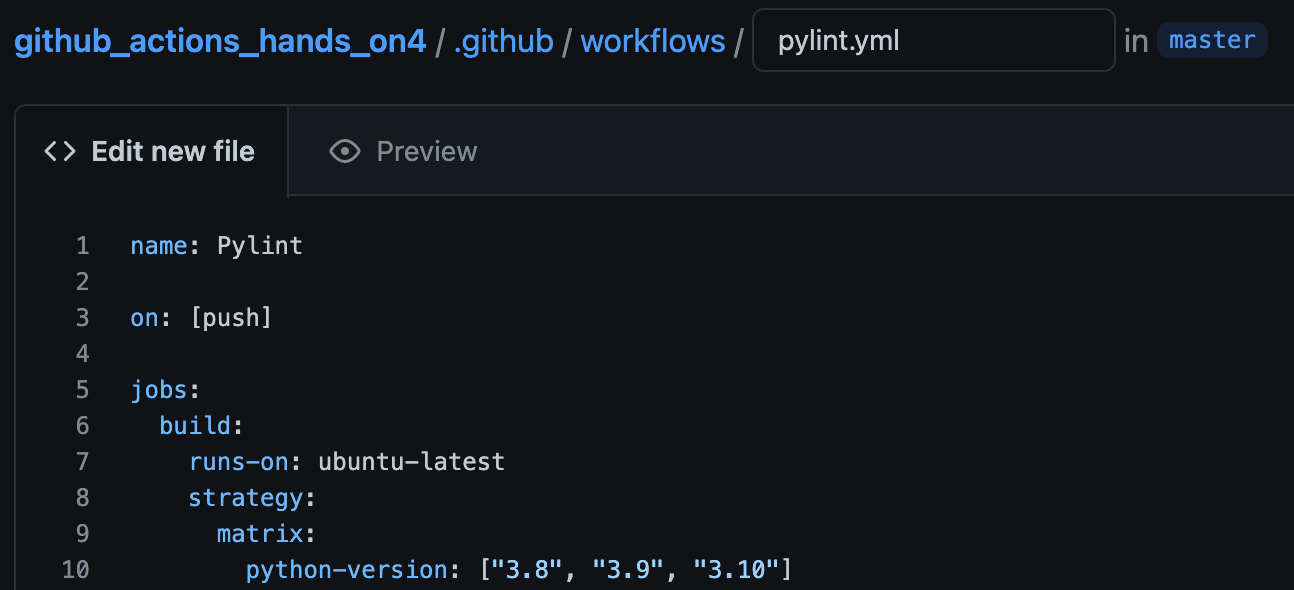 github_actions_hands_on4 / .github / workflows / pylint.yml in master
<> Edit new file Preview
1 name: Pylint
2
3 on: [push]
4
5 jobs:
6   build:
7     runs-on: ubuntu-latest
8     strategy:
9       matrix:
10         python-version: ["3.8", "3.9", "3.10"]